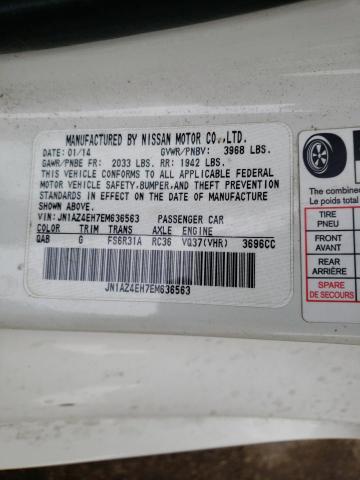 MANUFACTURED BY NISSAN MOTOR CO., LTD.
DATE: 01/14 GVWR/PNBV: 3968 LBS.
GAWR/PNBE FR: 2033 LBS. RR: 1942 LBS.
THIS VEHICLE CONFORMS TO ALL APPLICABLE FEDERAL
MOTOR VEHICLE SAFETY, BUMPER, AND THEFT PREVENTION
STANDARDS IN EFFECT ON THE DATE OF MANUFACTURE
SHOWN ABOVE.
VIN: JN1AZ4EH7EM636563 PASSENGER CAR
COLOR TRIM TRANS AXLE ENGINE
QAB G FS6R31A RC36 VQ37(VHR) 3696CC
JN1AZ4EH7EM636563
The com
Le poids
TIRE
PNEU
FRONT
AVANT
REAR
ARRIÈRE
SPARE
DE SECOURS